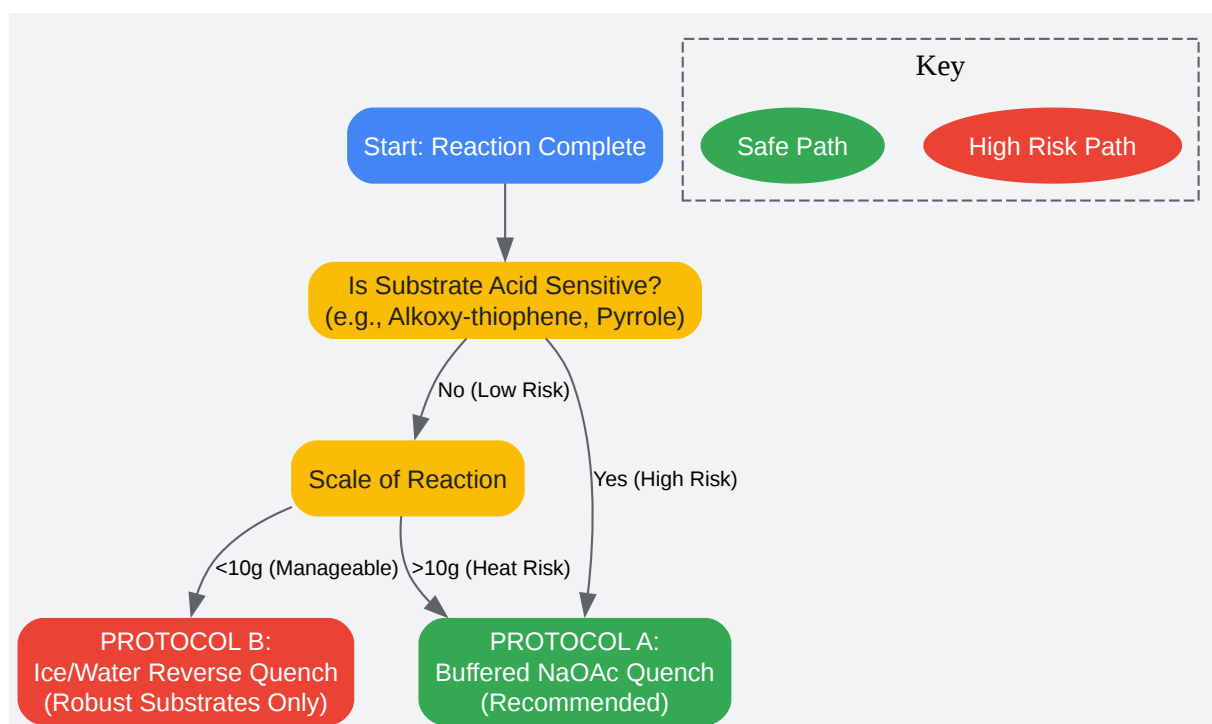 Key
Safe Path
High Risk Path
Start: Reaction Complete
Is Substrate Acid Sensitive?
(e.g., Alkoxy-thiophene, Pyrrole)
No (Low Risk)
Yes (High Risk)
Scale of Reaction
<10g (Manageable)
>10g (Heat Risk)
PROTOCOL B:
Ice/Water Reverse Quench
(Robust Substrates Only)
PROTOCOL A:
Buffered NaOAc Quench
(Recommended)